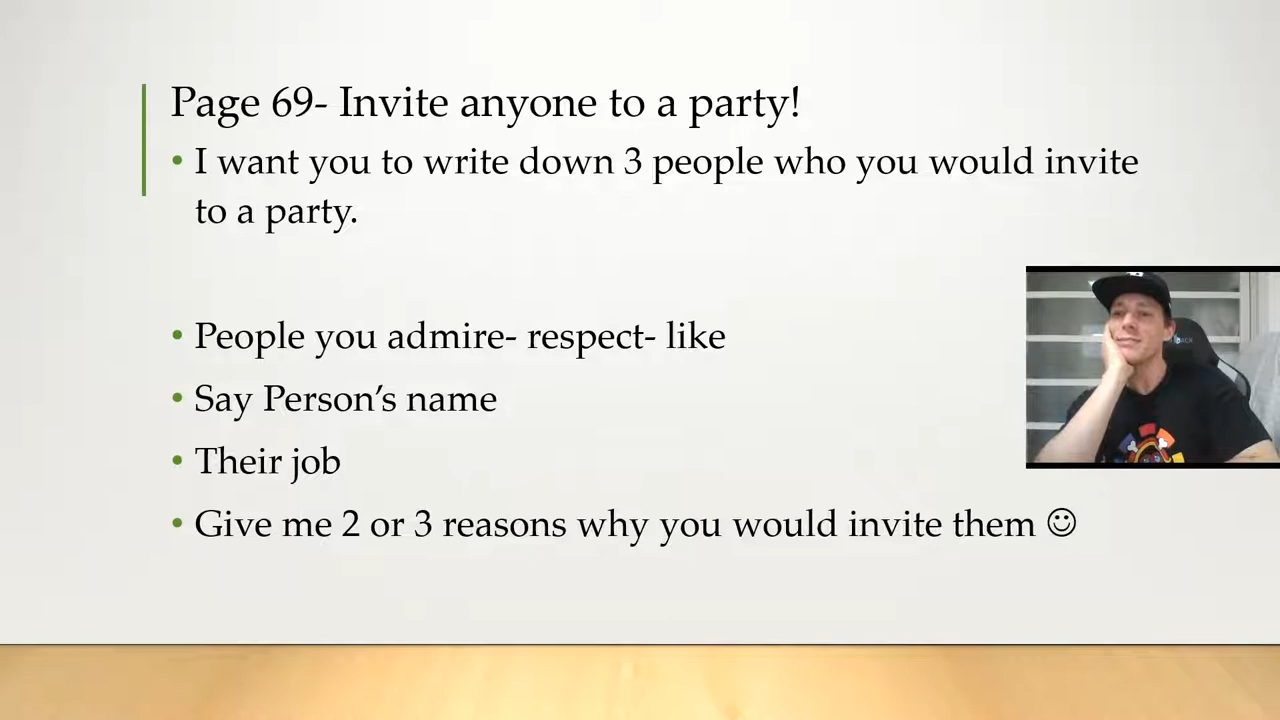 Page 69- Invite anyone to a party!
• I want you to write down 3 people who you would invite
to a party.
• People you admire- respect- like
• Say Person’s name
• Their job
• Give me 2 or 3 reasons why you would invite them ☺